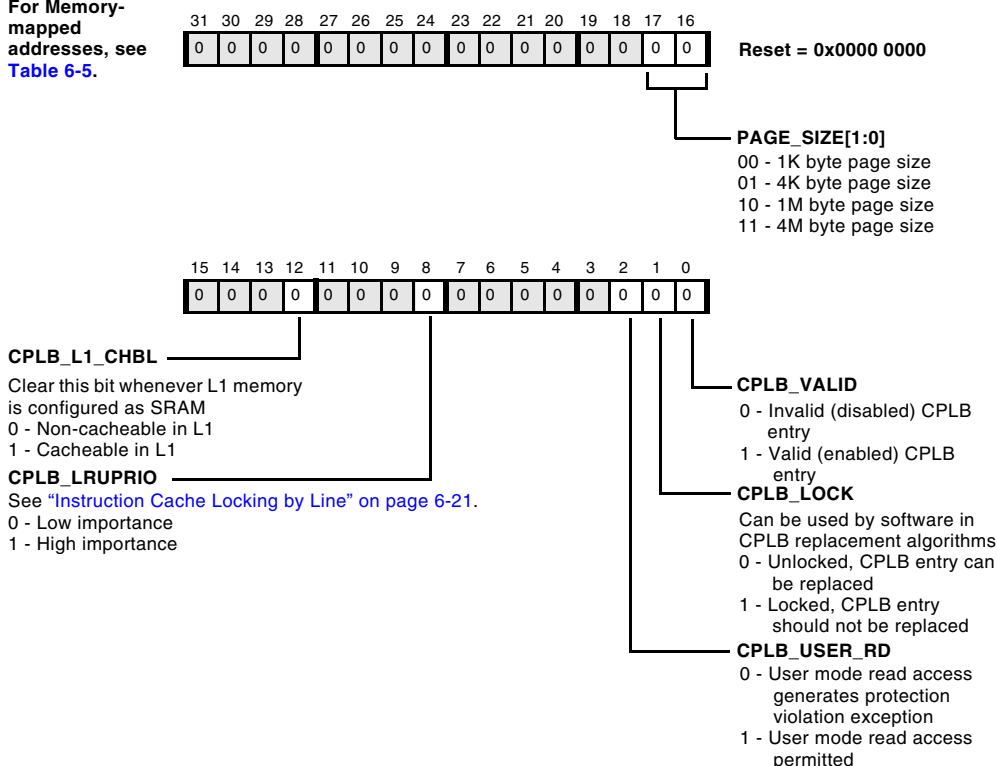 For Memory-
mapped
addresses, see
Table 6-5.
31 30 29 28 27 26 25 24 23 22 21 20 19 18 17 16
0 0 0 0 0 0 0 0 0 0 0 0 0 0 0 0
Reset = 0x0000 0000
PAGE_SIZE[1:0]
00 - 1K byte page size
01 - 4K byte page size
10 - 1M byte page size
11 - 4M byte page size
15 14 13 12 11 10 9 8 7 6 5 4 3 2 1 0
0 0 0 0 0 0 0 0 0 0 0 0 0 0 0 0
CPLB_L1_CHBL
Clear this bit whenever L1 memory
is configured as SRAM
0 - Non-cacheable in L1
1 - Cacheable in L1
CPLB_LRUPRIO
See “Instruction Cache Locking by Line” on page 6-21.
0 - Low importance
1 - High importance
CPLB_VALID
0 - Invalid (disabled) CPLB
entry
1 - Valid (enabled) CPLB
entry
CPLB_LOCK
Can be used by software in
CPLB replacement algorithms
0 - Unlocked, CPLB entry can
be replaced
1 - Locked, CPLB entry
should not be replaced
CPLB_USER_RD
0 - User mode read access
generates protection
violation exception
1 - User mode read access
permitted